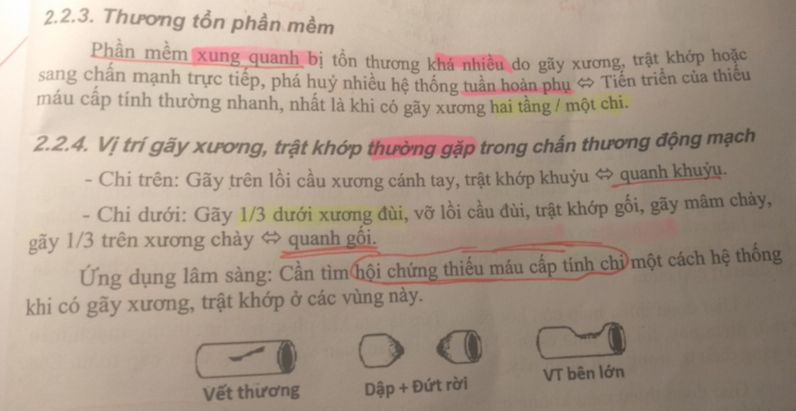 2.2.3. Thương tổn phần mềm
Phần mềm xung quanh bị tổn thương khá nhiều do gãy xương, trật khớp hoặc
sang chấn mạnh trực tiếp, phá huỷ nhiều hệ thống tuần hoàn phụ ⇔ Tiến triển của thiếu
máu cấp tính thường nhanh, nhất là khi có gãy xương hai tầng / một chi.
2.2.4. Vị trí gãy xương, trật khớp thường gặp trong chấn thương động mạch
- Chi trên: Gãy trên lồi cầu xương cánh tay, trật khớp khuỷu ⇔ quanh khuỷu.
- Chi dưới: Gãy 1/3 dưới xương đùi, vỡ lồi cầu đùi, trật khớp gối, gãy mâm chày,
gãy 1/3 trên xương chày ⇔ quanh gối.
Ứng dụng lâm sàng: Cần tìm hội chứng thiếu máu cấp tính chi một cách hệ thống
khi có gãy xương, trật khớp ở các vùng này.
Vết thương
Dập + Đứt rời
VT bên lớn